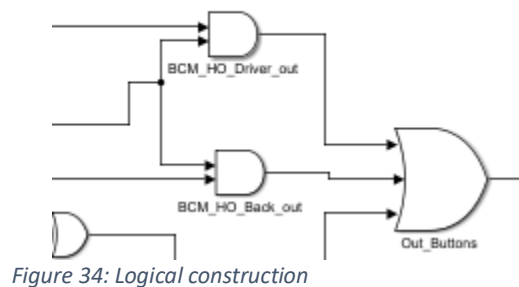 BCM_HO_Driver_out
BCM_HO_Back_out
Out_Buttons
Figure 34: Logical construction